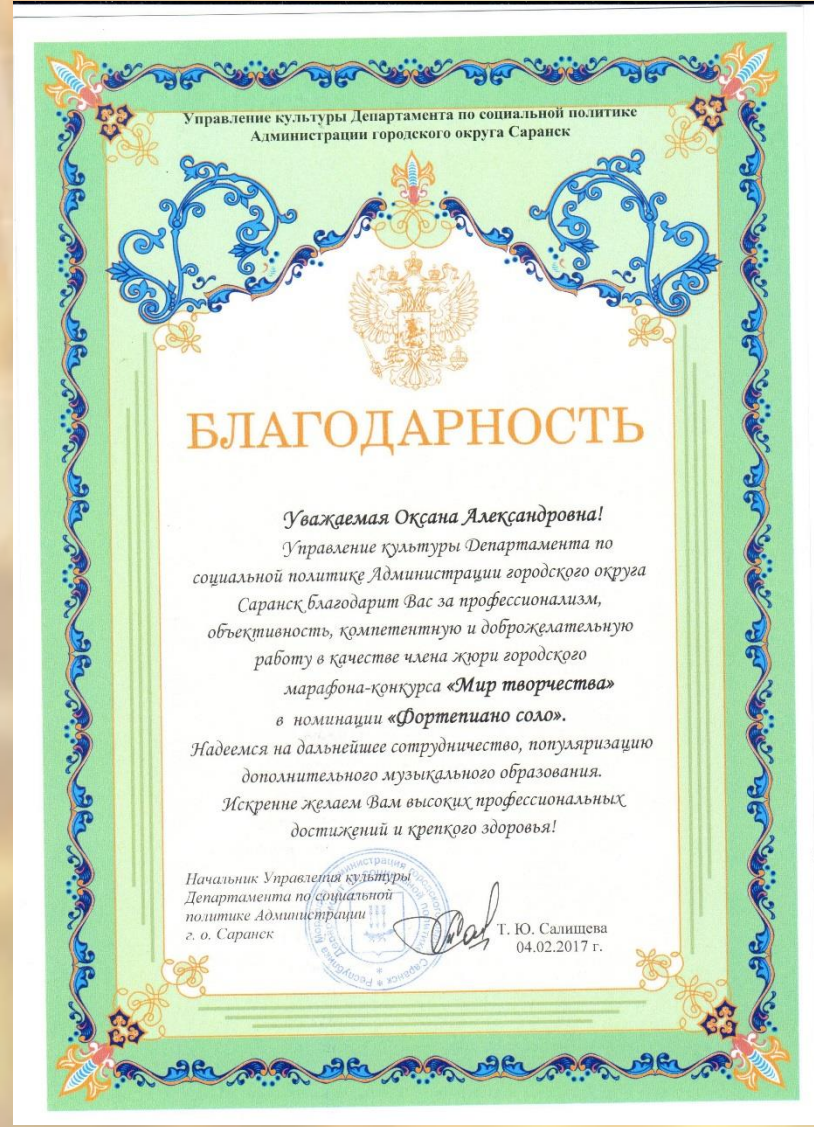 Управление культуры Департамента по социальной политике
Администрации городского округа Саранск
БЛАГОДАРНОСТЬ
Уважаемая Оксана Александровна!
Управление культуры Департамента по
социальной политике Администрации городского округа
Саранск благодарит Вас за профессионализм,
объективность, компетентную и доброжелательную
работу в качестве члена жюри городского
марафона-конкурса «Мир творчества»
в номинации «Фортепиано соло».
Надеемся на дальнейшее сотрудничество, популяризацию
дополнительного музыкального образования.
Искренне желаем Вам высоких профессиональных
достижений и крепкого здоровья!
Начальник Управления культуры
Департамента по социальной
политике Администрации
г. о. Саранск
Т. Ю. Салищева
04.02.2017 г.